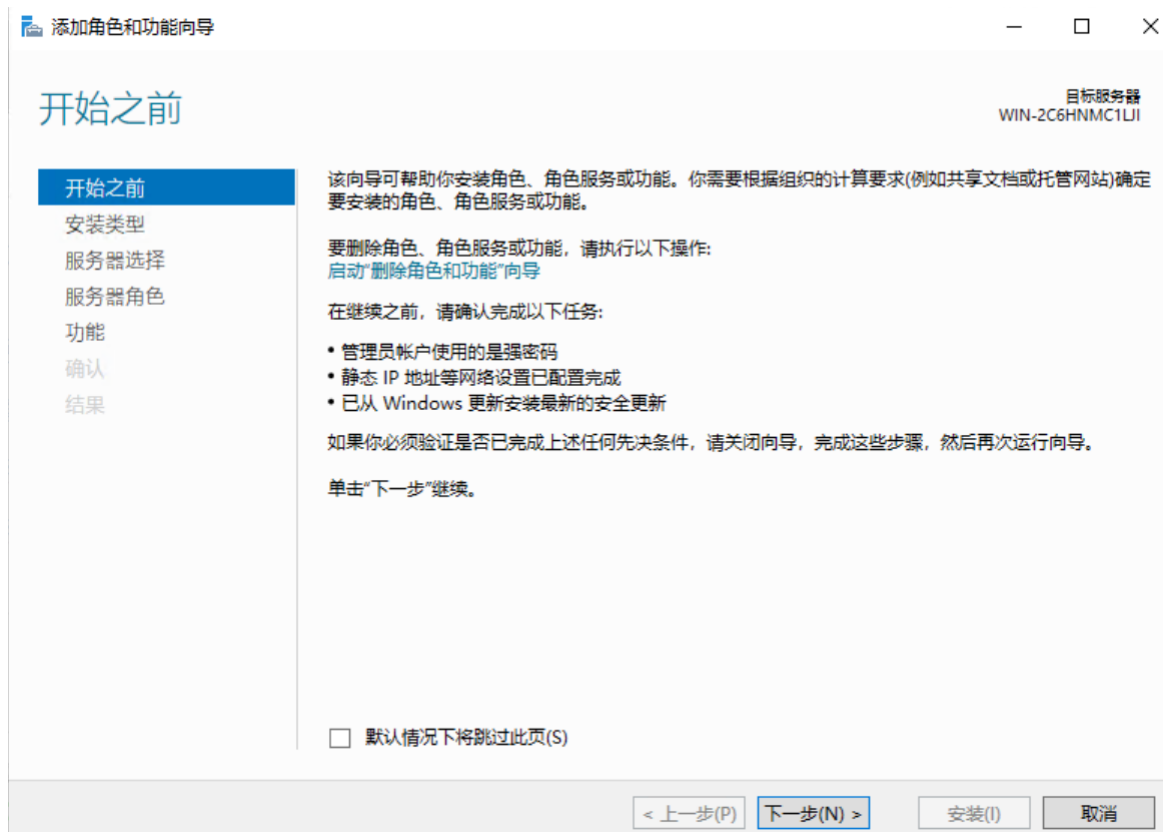 添加角色和功能向导
开始之前
目标服务器
WIN-2C6HNMC1LJI
开始之前
安装类型
服务器选择
服务器角色
功能
确认
结果
该向导可帮助你安装角色、角色服务或功能。你需要根据组织的计算要求(例如共享文档或托管网站)确定
要安装的角色、角色服务或功能。
要删除角色、角色服务或功能，请执行以下操作:
启动“删除角色和功能”向导
在继续之前，请确认完成以下任务:
• 管理员帐户使用的是强密码
• 静态 IP 地址等网络设置已配置完成
• 已从 Windows 更新安装最新的安全更新
如果你必须验证是否已完成上述任何先决条件，请关闭向导，完成这些步骤，然后再次运行向导。
单击“下一步”继续。
默认情况下将跳过此页(S)
< 上一步(P)
下一步(N) >
安装(I)
取消